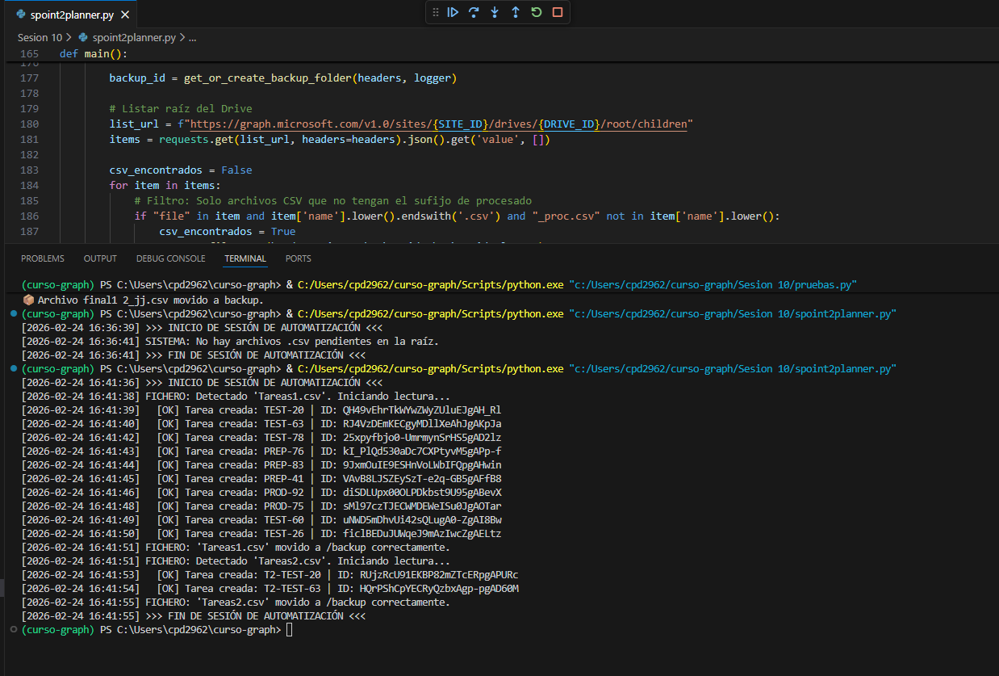 spoint2planner.py
Sesion 10 > spoint2planner.py > ...
165 def main():
176
177 backup_id = get_or_create_backup_folder(headers, logger)
178
179 # Listar raíz del Drive
180 list_url = f"https://graph.microsoft.com/v1.0/sites/{SITE_ID}/drives/{DRIVE_ID}/root/children"
181 items = requests.get(list_url, headers=headers).json().get('value', [])
182
183 csv_encontrados = False
184 for item in items:
185 # Filtro: Solo archivos CSV que no tengan el sufijo de procesado
186 if "file" in item and item['name'].lower().endswith('.csv') and "_proc.csv" not in item['name'].lower():
187 csv_encontrados = True
PROBLEMS OUTPUT DEBUG CONSOLE TERMINAL PORTS
(curso-graph) PS C:\Users\cpd2962\curso-graph> & C:/Users/cpd2962/curso-graph/Scripts/python.exe "c:/Users/cpd2962/curso-graph/Sesion 10/pruebas.py"
📦 Archivo final1 2_jj.csv movido a backup.
(curso-graph) PS C:\Users\cpd2962\curso-graph> & C:/Users/cpd2962/curso-graph/Scripts/python.exe "c:/Users/cpd2962/curso-graph/Sesion 10/spoint2planner.py"
[2026-02-24 16:36:39] >>> INICIO DE SESIÓN DE AUTOMATIZACIÓN <<<
[2026-02-24 16:36:41] SISTEMA: No hay archivos .csv pendientes en la raíz.
[2026-02-24 16:36:41] >>> FIN DE SESIÓN DE AUTOMATIZACIÓN <<<
(curso-graph) PS C:\Users\cpd2962\curso-graph> & C:/Users/cpd2962/curso-graph/Scripts/python.exe "c:/Users/cpd2962/curso-graph/Sesion 10/spoint2planner.py"
[2026-02-24 16:41:36] >>> INICIO DE SESIÓN DE AUTOMATIZACIÓN <<<
[2026-02-24 16:41:38] FICHERO: Detectado 'Tareas1.csv'. Iniciando lectura...
[2026-02-24 16:41:39] [OK] Tarea creada: TEST-20 | ID: QH49vEhrTkWYwZWyZUluEJgAH_Rl
[2026-02-24 16:41:40] [OK] Tarea creada: TEST-63 | ID: RJ4VzDEmKECgyMDllXeAhJgAKpJa
[2026-02-24 16:41:42] [OK] Tarea creada: TEST-78 | ID: 25xpyfbjo0-UmrmynSrHS5gAD2lz
[2026-02-24 16:41:43] [OK] Tarea creada: PREP-76 | ID: kI_PlQd530aDc7CXPtyvM5gAPp-f
[2026-02-24 16:41:44] [OK] Tarea creada: PREP-83 | ID: 9JxmOuIE9ESHnVoLWbIFQpgAHwin
[2026-02-24 16:41:45] [OK] Tarea creada: PREP-41 | ID: VAvB8LJSZEySzT-e2q-GB5gAFfB8
[2026-02-24 16:41:46] [OK] Tarea creada: PROD-92 | ID: diSDLUpx00OLPDkbst9U95gABevX
[2026-02-24 16:41:48] [OK] Tarea creada: PROD-75 | ID: sMl97czTJECWMDEWeISu0JgAOTar
[2026-02-24 16:41:49] [OK] Tarea creada: TEST-60 | ID: uNWD5mDhvUi42sQLugA0-ZgAI8Bw
[2026-02-24 16:41:50] [OK] Tarea creada: TEST-26 | ID: ficlBEDuJUWqeJ9mAzIwcZgAELtz
[2026-02-24 16:41:51] FICHERO: 'Tareas1.csv' movido a /backup correctamente.
[2026-02-24 16:41:51] FICHERO: Detectado 'Tareas2.csv'. Iniciando lectura...
[2026-02-24 16:41:53] [OK] Tarea creada: T2-TEST-20 | ID: RUjzRcU91EKBP82mZTcERpgAPURc
[2026-02-24 16:41:54] [OK] Tarea creada: T2-TEST-63 | ID: HQrPShCpYECRyQzbxAgp-pgAD60M
[2026-02-24 16:41:55] FICHERO: 'Tareas2.csv' movido a /backup correctamente.
[2026-02-24 16:41:55] >>> FIN DE SESIÓN DE AUTOMATIZACIÓN <<<
(curso-graph) PS C:\Users\cpd2962\curso-graph>